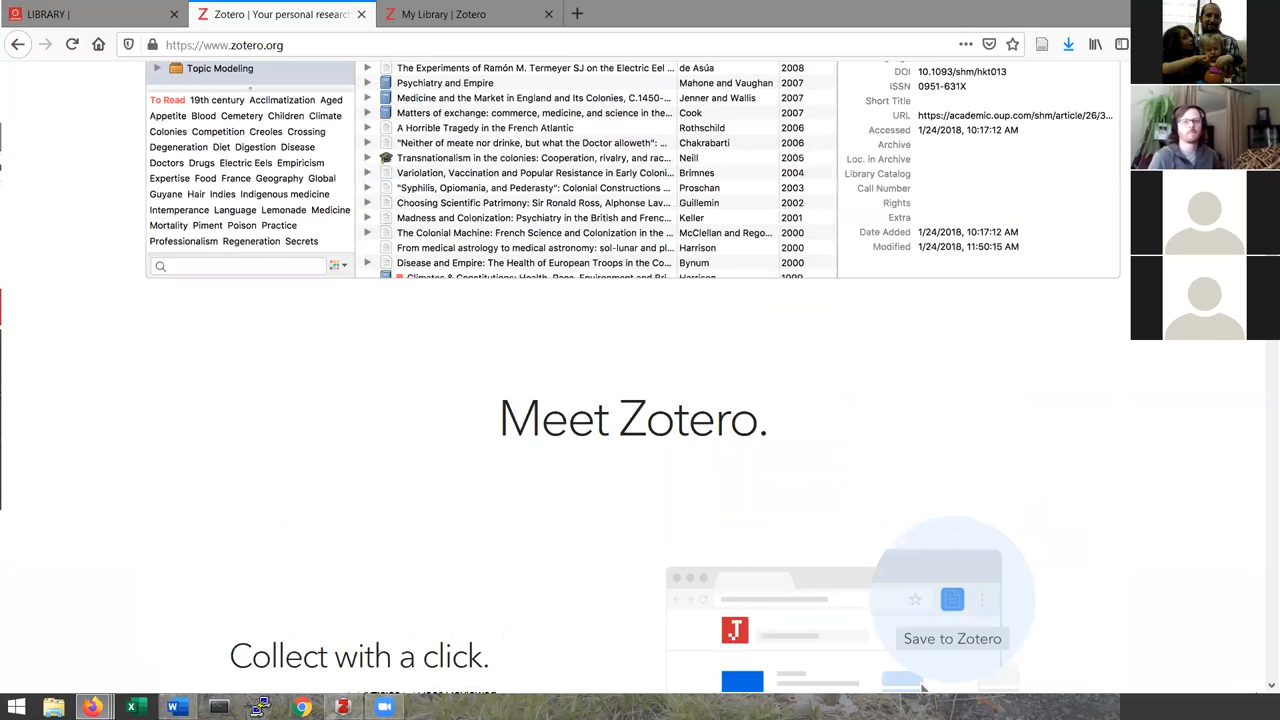 LIBRARY |
Zotero | Your personal research
My Library | Zotero
https://www.zotero.org
Topic Modeling
To Read 19th century Acclimatization Aged
Appetite Blood Cemetery Children Climate
Colonies Competition Creoles Crossing
Degeneration Diet Digestion Disease
Doctors Drugs Electric Eels Empiricism
Expertise Food France Geography Global
Guyane Hair Indies Indigenous medicine
Intemperance Language Lemonade Medicine
Mortality Piment Poison Practice
Professionalism Regeneration Secrets
The Experiments of Ramón M. Termeyer SJ on the Electric Eel ... de Asúa 2008
Psychiatry and Empire Mahone and Vaughan 2007
Medicine and the Market in England and Its Colonies, C.1450-... Jenner and Wallis 2007
Matters of exchange: commerce, medicine, and science in the... Cook 2007
A Horrible Tragedy in the French Atlantic Rothschild 2006
"Neither of meate nor drinke, but what the Doctor alloweth": ... Chakrabarti 2006
Transnationalism in the colonies: Cooperation, rivalry, and rac... Neill 2005
Variolation, Vaccination and Popular Resistance in Early Coloni... Brimnes 2004
"Syphilis, Opiomania, and Pederasty": Colonial Constructions ... Proschan 2003
Choosing Scientific Patrimony: Sir Ronald Ross, Alphonse Lav... Guillemin 2002
Madness and Colonization: Psychiatry in the British and Frenc... Keller 2001
The Colonial Machine: French Science and Colonization in the ... McClellan and Rego... 2000
From medical astrology to medical astronomy: sol-lunar and pl... Harrison 2000
Disease and Empire: The Health of European Troops in the Co... Bynum 2000
Climates & Constitutions: Health, Race, Environment and Bri... Harrison 1999
DOI 10.1093/shm/hkt013
ISSN 0951-631X
Short Title
URL https://academic.oup.com/shm/article/26/3...
Accessed 1/24/2018, 10:17:12 AM
Archive
Loc. in Archive
Library Catalog
Call Number
Rights
Extra
Date Added 1/24/2018, 10:17:12 AM
Modified 1/24/2018, 11:50:15 AM
Meet Zotero.
Save to Zotero
Collect with a click.